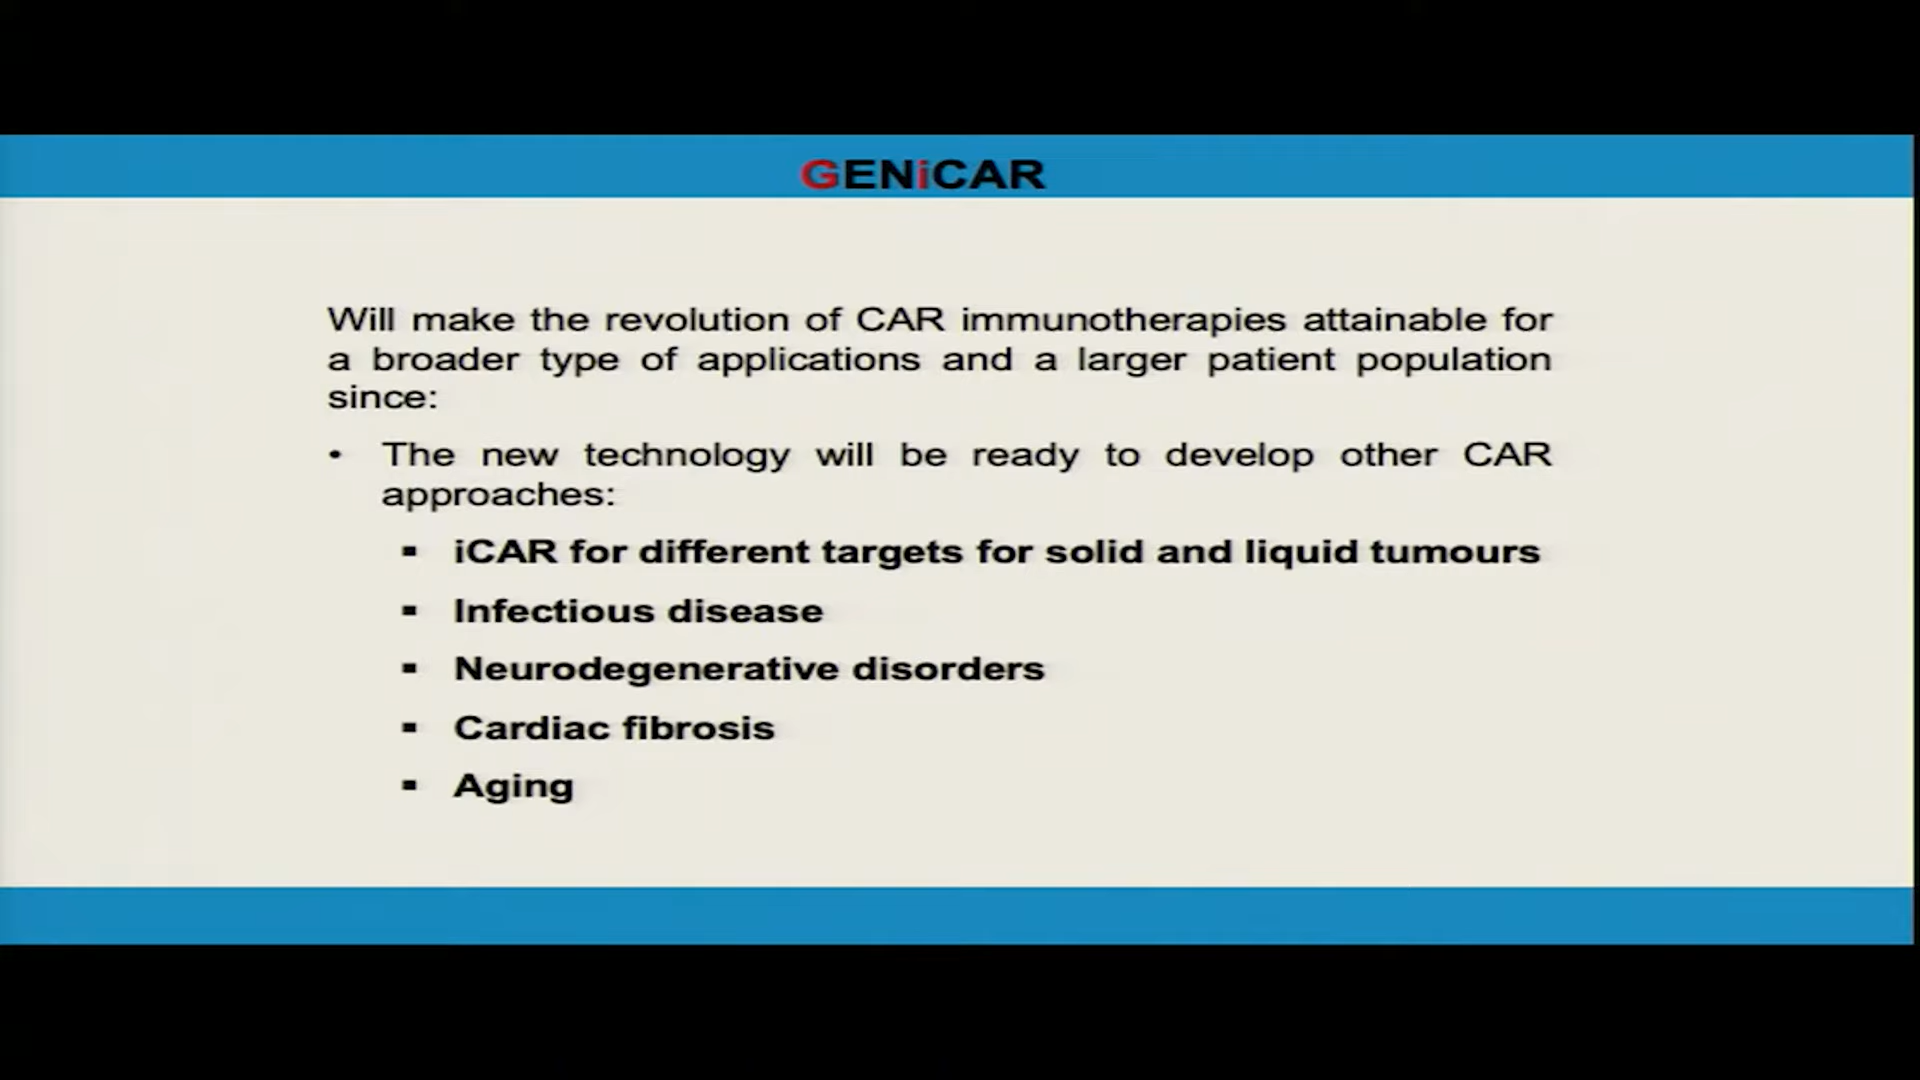 GENiCAR
Will make the revolution of CAR immunotherapies attainable for
a broader type of applications and a larger patient population
since:
• The new technology will be ready to develop other CAR
approaches:
▪ iCAR for different targets for solid and liquid tumours
▪ Infectious disease
▪ Neurodegenerative disorders
▪ Cardiac fibrosis
▪ Aging